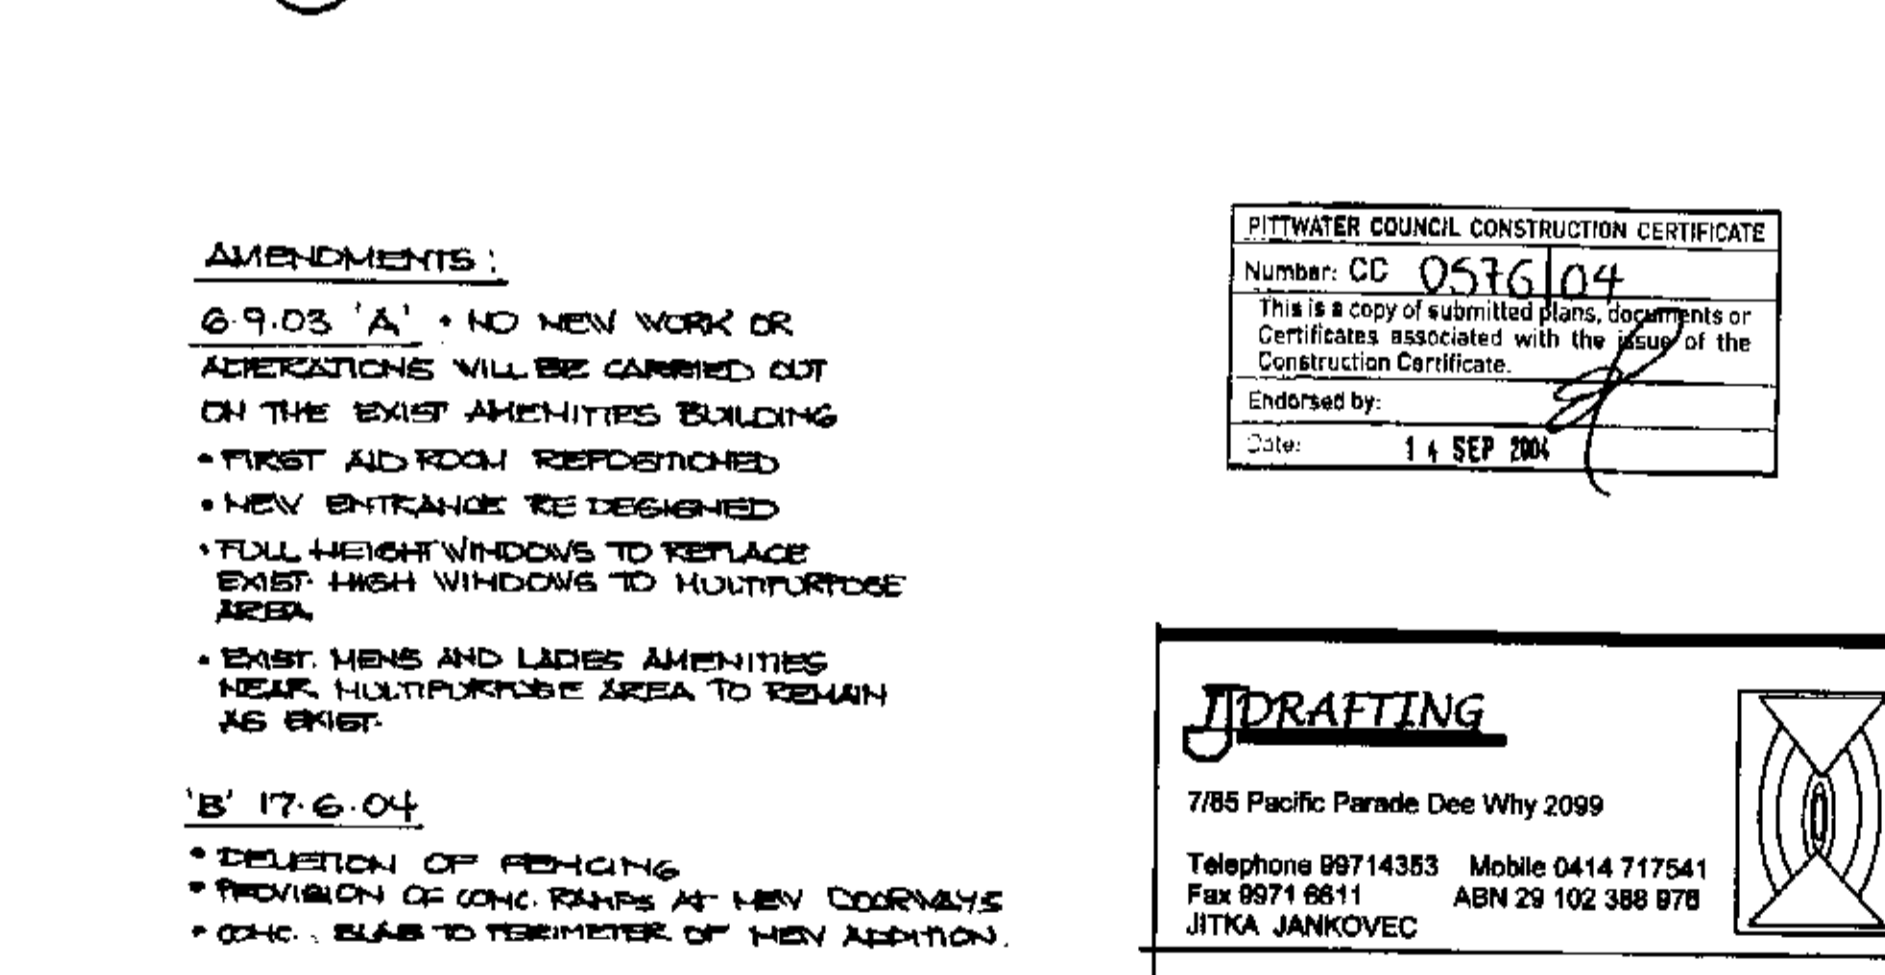 AMENDMENTS:
6.9.03 'A' • NO NEW WORK OR
ALTERATIONS WILL BE CARRIED OUT
ON THE EXIST AMENITIES BUILDING
• FIRST AID ROOM REPOSITIONED
• NEW ENTRANCE RE DESIGNED
• FULL HEIGHT WINDOWS TO REPLACE
EXIST. HIGH WINDOWS TO MULTIPURPOSE
AREA
• EXIST. MENS AND LADIES AMENITIES
NEAR MULTIPURPOSE AREA TO REMAIN
AS EXIST.
'B' 17.6.04
• DELETION OF FENCING
• PROVISION OF CONC. RAMPS AT NEW DOORWAYS
• CONC. SLAB TO PERIMETER OF NEW ADDITION.
PITTWATER COUNCIL CONSTRUCTION CERTIFICATE
Number: CC 0576/04
This is a copy of submitted plans, documents or
Certificates associated with the issue of the
Construction Certificate.
Endorsed by:
Date: 14 SEP 2004
JJ DRAFTING
7/85 Pacific Parade Dee Why 2099
Telephone 99714353 Mobile 0414 717541
Fax 9971 6611 ABN 29 102 388 978
JITKA JANKOVEC